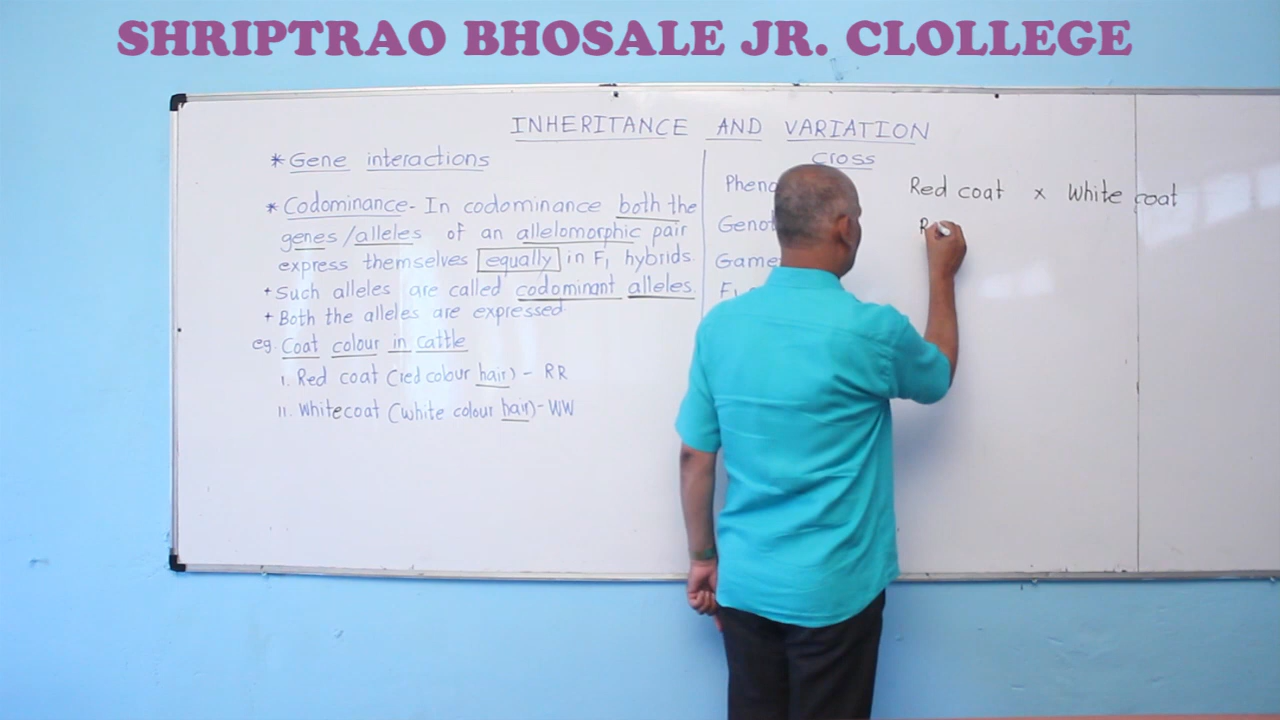 SHRIPTRAO BHOSALE JR. CLOLLEGE
INHERITANCE AND VARIATION
* Gene interactions
* Codominance - In codominance both the
genes / alleles of an allelomorphic pair
express themselves equally in F₁ hybrids.
+ Such alleles are called codominant alleles.
+ Both the alleles are expressed
eg. Coat colour in cattle
I. Red coat (red colour hair) - RR
II. White coat (White colour hair) - WW
Cross
Red coat x White coat
R
F₁